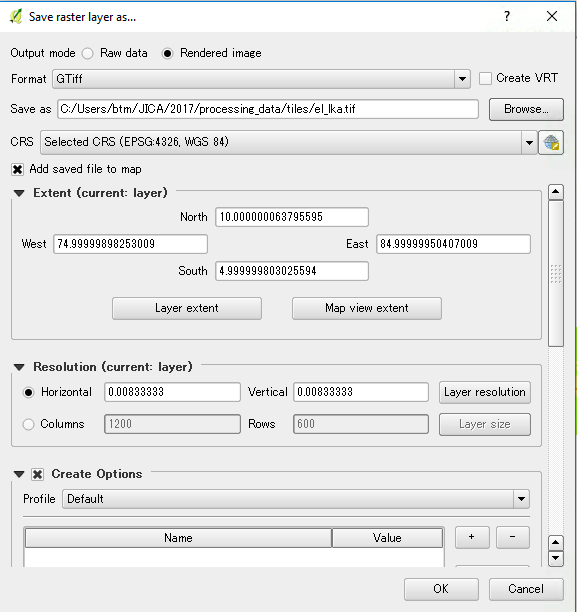 Save raster layer as...
Output mode Raw data Rendered image
Format GTiff Create VRT
Save as C:/Users/btm/JICA/2017/processing_data/tiles/el_lka.tif Browse...
CRS Selected CRS (EPSG:4326, WGS 84)
Add saved file to map
Extent (current: layer)
North 10.000000063795595
West 74.99999898253009 East 84.99999950407009
South 4.999999803025594
Layer extent Map view extent
Resolution (current: layer)
Horizontal 0.00833333 Vertical 0.00833333 Layer resolution
Columns 1200 Rows 600 Layer size
Create Options
Profile Default
Name Value + -
OK Cancel